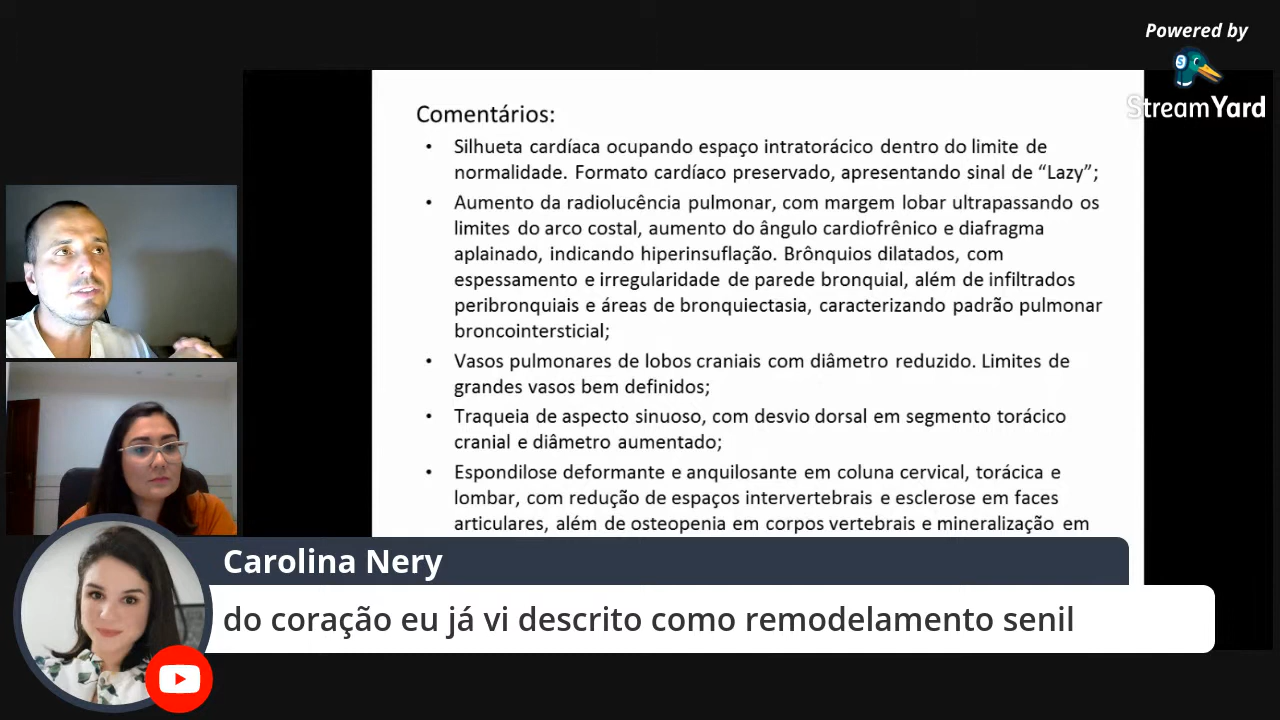 Powered by
StreamYard
Comentários:
• Silhueta cardíaca ocupando espaço intratorácico dentro do limite de
normalidade. Formato cardíaco preservado, apresentando sinal de “Lazy”;
• Aumento da radiolucência pulmonar, com margem lobar ultrapassando os
limites do arco costal, aumento do ângulo cardiofrênico e diafragma
aplainado, indicando hiperinsuflação. Brônquios dilatados, com
espessamento e irregularidade de parede bronquial, além de infiltrados
peribronquiais e áreas de bronquiectasia, caracterizando padrão pulmonar
broncointersticial;
• Vasos pulmonares de lobos craniais com diâmetro reduzido. Limites de
grandes vasos bem definidos;
• Traqueia de aspecto sinuoso, com desvio dorsal em segmento torácico
cranial e diâmetro aumentado;
• Espondilose deformante e anquilosante em coluna cervical, torácica e
lombar, com redução de espaços intervertebrais e esclerose em faces
articulares, além de osteopenia em corpos vertebrais e mineralização em
Carolina Nery
do coração eu já vi descrito como remodelamento senil